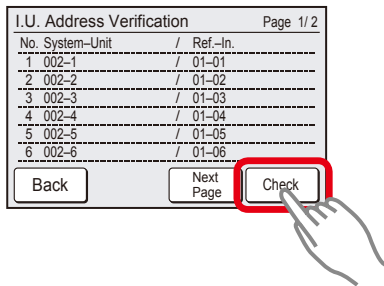 I.U. Address Verification Page 1/2
No. System–Unit / Ref.–In.
1 002–1 / 01–01
2 002–2 / 01–02
3 003–3 / 01–03
4 004–4 / 01–04
5 002–5 / 01–05
6 002–6 / 01–06
Back Next Page Check